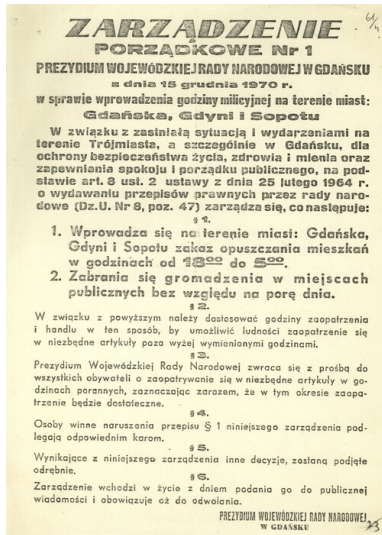 ZARZĄDZENIE
PORZĄDKOWE Nr 1
PREZYDIUM WOJEWÓDZKIEJ RADY NARODOWEJ W GDAŃSKU
z dnia 15 grudnia 1970 r.
w sprawie wprowadzenia godziny milicyjnej na terenie miast:
Gdańska, Gdyni i Sopotu
W związku z zaistniałą sytuacją i wydarzeniami na
terenie Trójmiasta, a szczególnie w Gdańsku, dla
ochrony bezpieczeństwa życia, zdrowia i mienia oraz
zapewniania spokoju i porządku publicznego, na pod-
stawie art. 8 ust. 2 ustawy z dnia 25 lutego 1964 r.
o wydawaniu przepisów prawnych przez rady naro-
dowe (Dz.U. Nr 8, poz. 47) zarządza się, co następuje:
§ 1.
1. Wprowadza się na terenie miast: Gdańska,
Gdyni i Sopotu zakaz opuszczania mieszkań
w godzinach od 18⁰⁰ do 5⁰⁰.
2. Zabrania się gromadzenia w miejscach
publicznych bez względu na porę dnia.
§ 2.
W związku z powyższym należy dostosować godziny zaopatrzenia
i handlu w ten sposób, by umożliwić ludności zaopatrzenie się
w niezbędne artykuły poza wyżej wymienionymi godzinami.
§ 3.
Prezydium Wojewódzkiej Rady Narodowej zwraca się z prośbą do
wszystkich obywateli o zaopatrywanie się w niezbędne artykuły w go-
dzinach porannych, zaznaczając zarazem, że w tym okresie zaopa-
trzenie będzie dostateczne.
§ 4.
Osoby winne naruszenia przepisu § 1 niniejszego zarządzenia pod-
legają odpowiednim karom.
§ 5.
Wynikające z niniejszego zarządzenia inne decyzje, zostaną podjęte
odrębnie.
§ 6.
Zarządzenie wchodzi w życie z dniem podania go do publicznej
wiadomości i obowiązuje aż do odwołania.
PREZYDIUM WOJEWÓDZKIEJ RADY NARODOWEJ
W GDAŃSKU
23